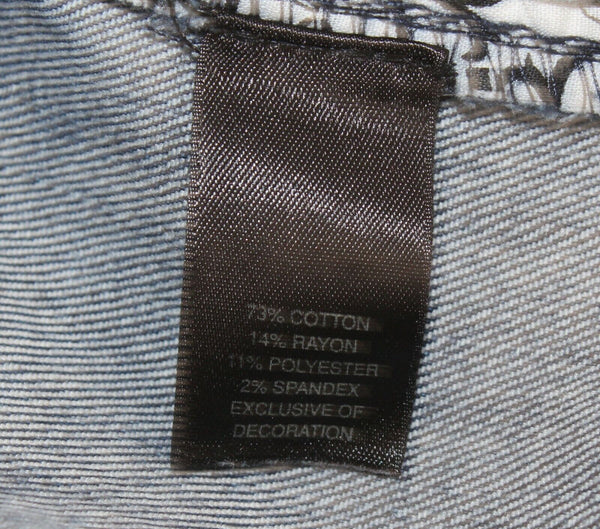 73% COTTON
14% RAYON
11% POLYESTER
2% SPANDEX
EXCLUSIVE OF
DECORATION